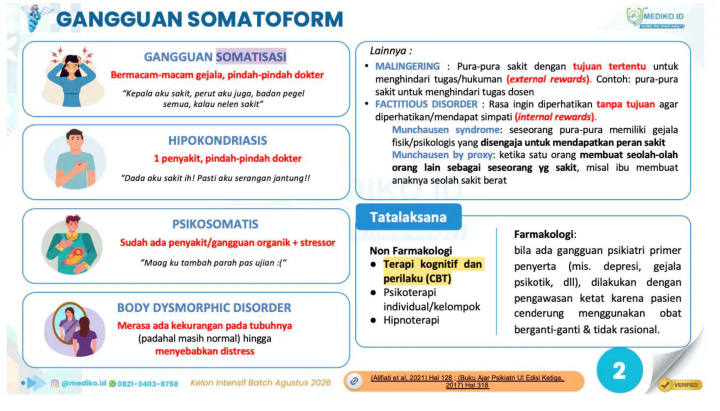 GANGGUAN SOMATOFORM
MEDIKO.ID
GANGGUAN SOMATISASI
Bermacam-macam gejala, pindah-pindah dokter
"Kepala aku sakit, perut aku juga, badan pegel
semua, kalau nelen sakit"
HIPOKONDRIASIS
1 penyakit, pindah-pindah dokter
"Dada aku sakit ih! Pasti aku serangan jantung!!"
PSIKOSOMATIS
Sudah ada penyakit/gangguan organik + stressor
"Maag ku tambah parah pas ujian :("
BODY DYSMORPHIC DISORDER
Merasa ada kekurangan pada tubuhnya
(padahal masih normal) hingga
menyebabkan distress
Lainnya :
• MALINGERING : Pura-pura sakit dengan tujuan tertentu untuk
menghindari tugas/hukuman (external rewards). Contoh: pura-pura
sakit untuk menghindari tugas dosen
• FACTITIOUS DISORDER : Rasa ingin diperhatikan tanpa tujuan agar
diperhatikan/mendapat simpati (internal rewards).
Munchausen syndrome: seseorang pura-pura memiliki gejala
fisik/psikologis yang disengaja untuk mendapatkan peran sakit
Munchausen by proxy: ketika satu orang membuat seolah-olah
orang lain sebagai seseorang yg sakit, misal ibu membuat
anaknya seolah sakit berat
Tatalaksana
Non Farmakologi
● Terapi kognitif dan
perilaku (CBT)
● Psikoterapi
individual/kelompok
● Hipnoterapi
Farmakologi:
bila ada gangguan psikiatri primer
penyerta (mis. depresi, gejala
psikotik, dll), dilakukan dengan
pengawasan ketat karena pasien
cenderung menggunakan obat
berganti-ganti & tidak rasional.
@mediko.id 0821-3403-8758 Kelon Intensif Batch Agustus 2026
(Alifiati et al, 2021) Hal 128 ; (Buku Ajar Psikiatri UI Edisi Ketiga,
2017) Hal 318
2
VERIFIED